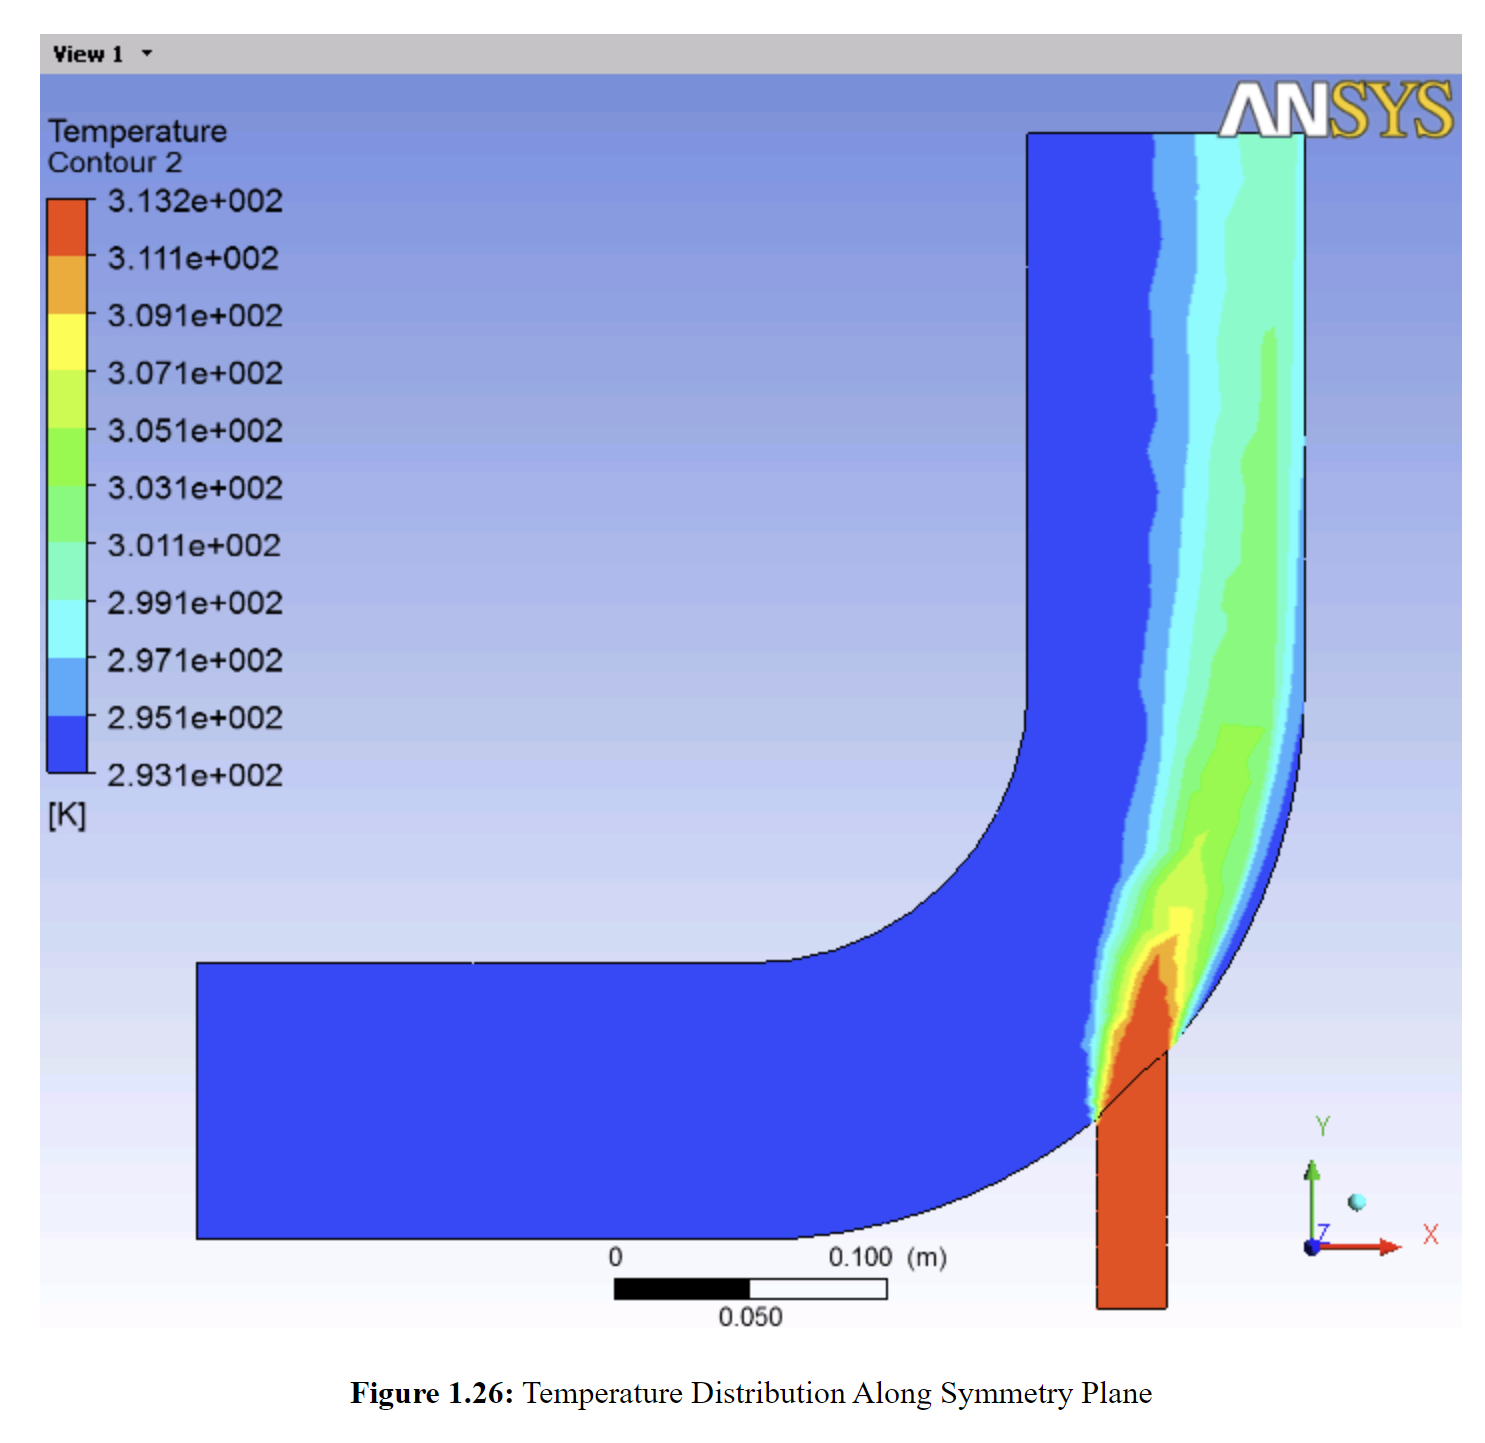 View 1
ANSYS
Temperature
Contour 2
3.132e+002
3.111e+002
3.091e+002
3.071e+002
3.051e+002
3.031e+002
3.011e+002
2.991e+002
2.971e+002
2.951e+002
2.931e+002
[K]
0 0.100 (m)
0.050
Y
Z X
Figure 1.26: Temperature Distribution Along Symmetry Plane